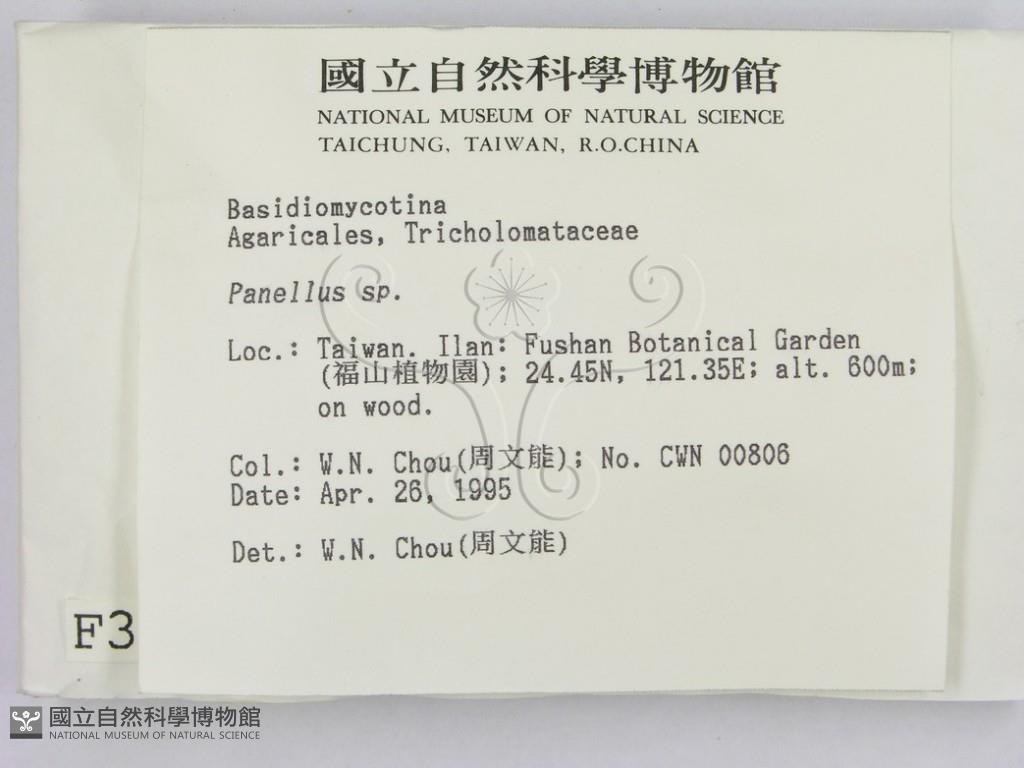 國立自然科學博物館
NATIONAL MUSEUM OF NATURAL SCIENCE
TAICHUNG, TAIWAN, R.O.CHINA
Basidiomycotina
Agaricales, Tricholomataceae
Panellus sp.
Loc.: Taiwan. Ilan: Fushan Botanical Garden
(福山植物園); 24.45N, 121.35E; alt. 600m;
on wood.
Col.: W.N. Chou(周文能); No. CWN 00806
Date: Apr. 26, 1995
Det.: W.N. Chou(周文能)
F3
國立自然科學博物館
NATIONAL MUSEUM OF NATURAL SCIENCE